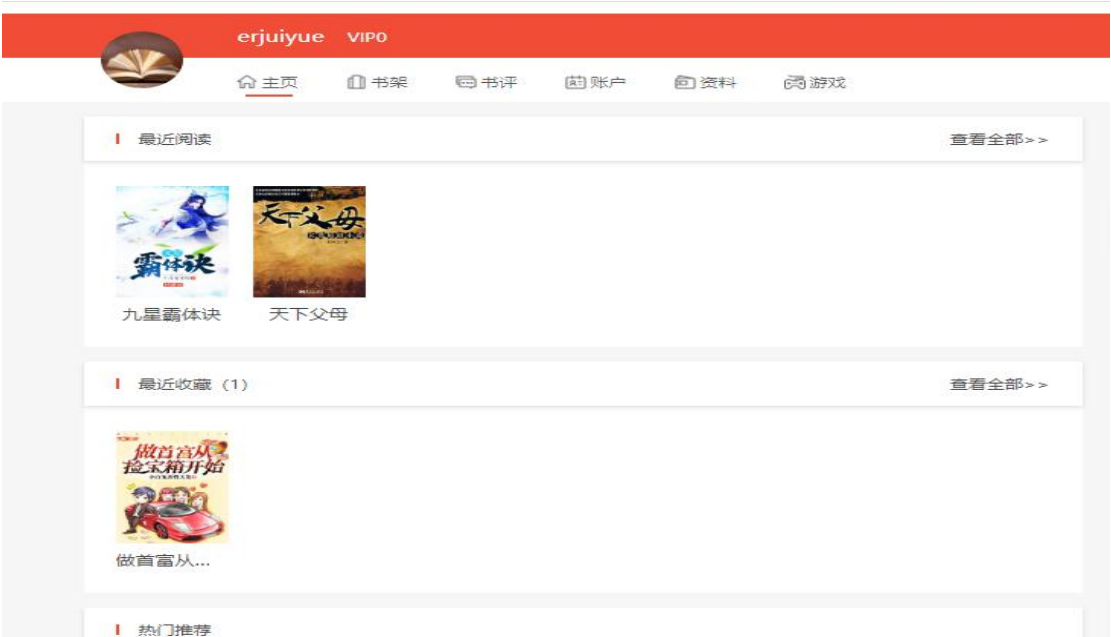 erjuiyue VIP0
主页 书架 书评 账户 资料 游戏
最近阅读 查看全部>>
霸体诀
天下父母
九星霸体诀 天下父母
最近收藏 (1) 查看全部>>
做首富从
捡宝箱开始
做首富从...
热门推荐